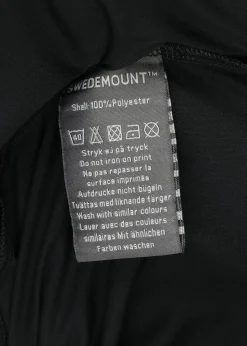 SWEDEMOUNT™
Shell: 100% Polyester
40
Stryk ej på tryck
Do not iron on print
Ne pas repasser la
surface imprimée
Aufdrucke nicht bügeln
Tvättas med liknande färger
Wash with similar colours
Laver avec des couleurs
similaires Mit ähnlichen
Farben waschen